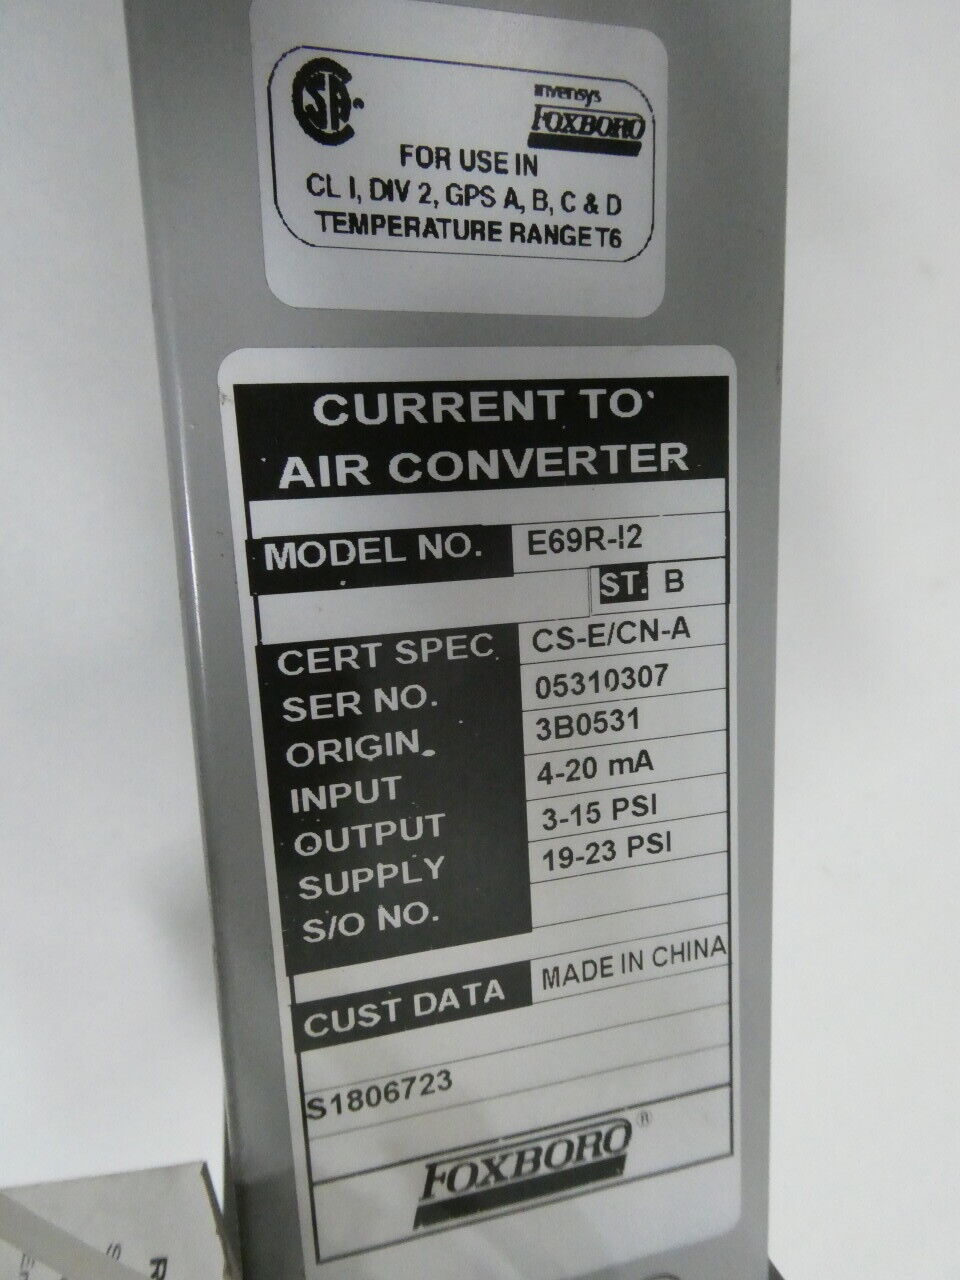 CSA
invensys
FOXBORO
FOR USE IN
CL I, DIV 2, GPS A, B, C & D
TEMPERATURE RANGE T6
CURRENT TO
AIR CONVERTER
MODEL NO. E69R-I2
ST. B
CERT SPEC CS-E/CN-A
SER NO. 05310307
ORIGIN 3B0531
INPUT 4-20 mA
OUTPUT 3-15 PSI
SUPPLY 19-23 PSI
S/O NO.
CUST DATA MADE IN CHINA
S1806723
FOXBORO®